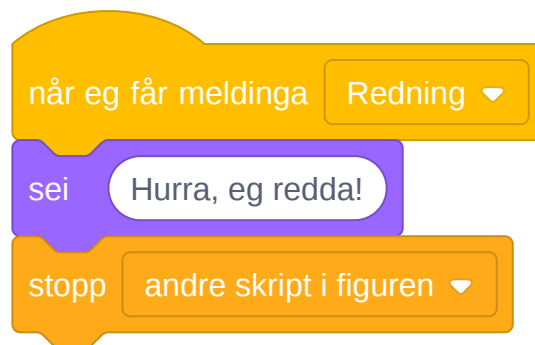 når eg får meldinga Redning
sei Hurra, eg redda!
stopp andre skript i figuren